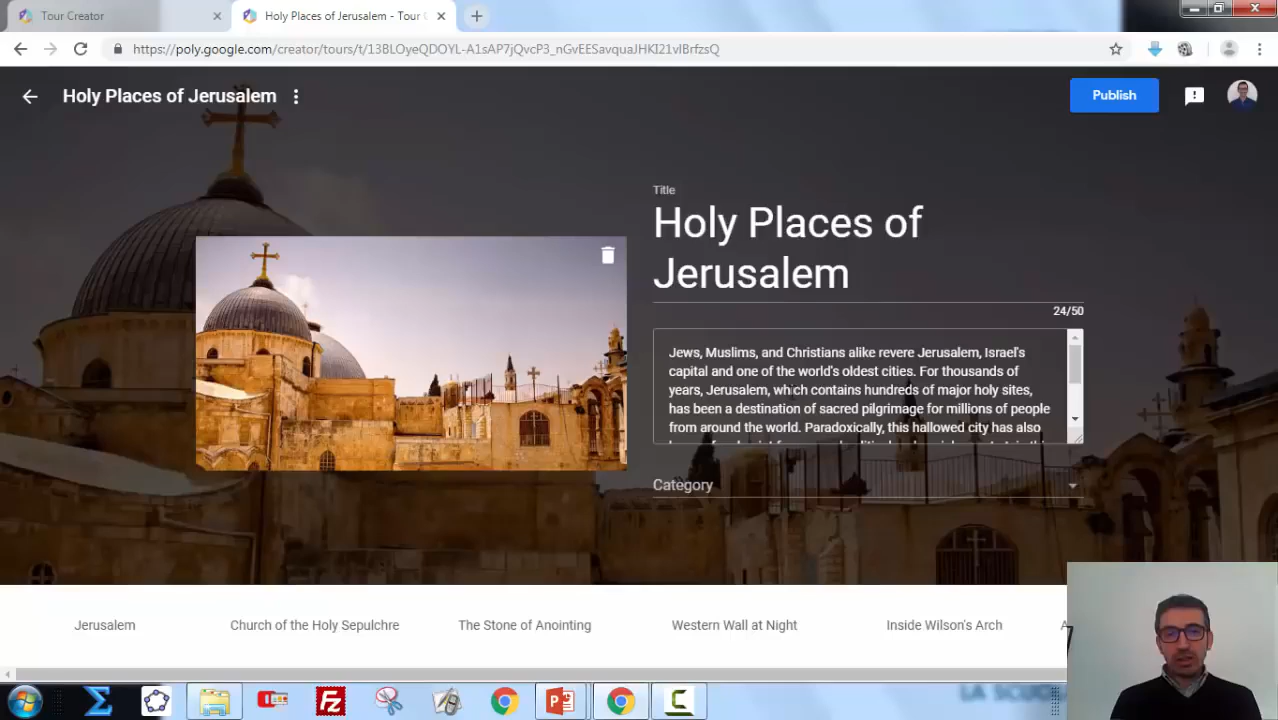 Tour Creator
Holy Places of Jerusalem - Tour C
https://poly.google.com/creator/tours/t/13BLOyeQDOYL-A1sAP7jQvcP3_nGvEESavquaJHKI21vlBrfzsQ
Holy Places of Jerusalem
Publish
Title
Holy Places of
Jerusalem
24/50
Jews, Muslims, and Christians alike revere Jerusalem, Israel's
capital and one of the world's oldest cities. For thousands of
years, Jerusalem, which contains hundreds of major holy sites,
has been a destination of sacred pilgrimage for millions of people
from around the world. Paradoxically, this hallowed city has also
Category
Jerusalem
Church of the Holy Sepulchre
The Stone of Anointing
Western Wall at Night
Inside Wilson's Arch
A
LA SCUOL